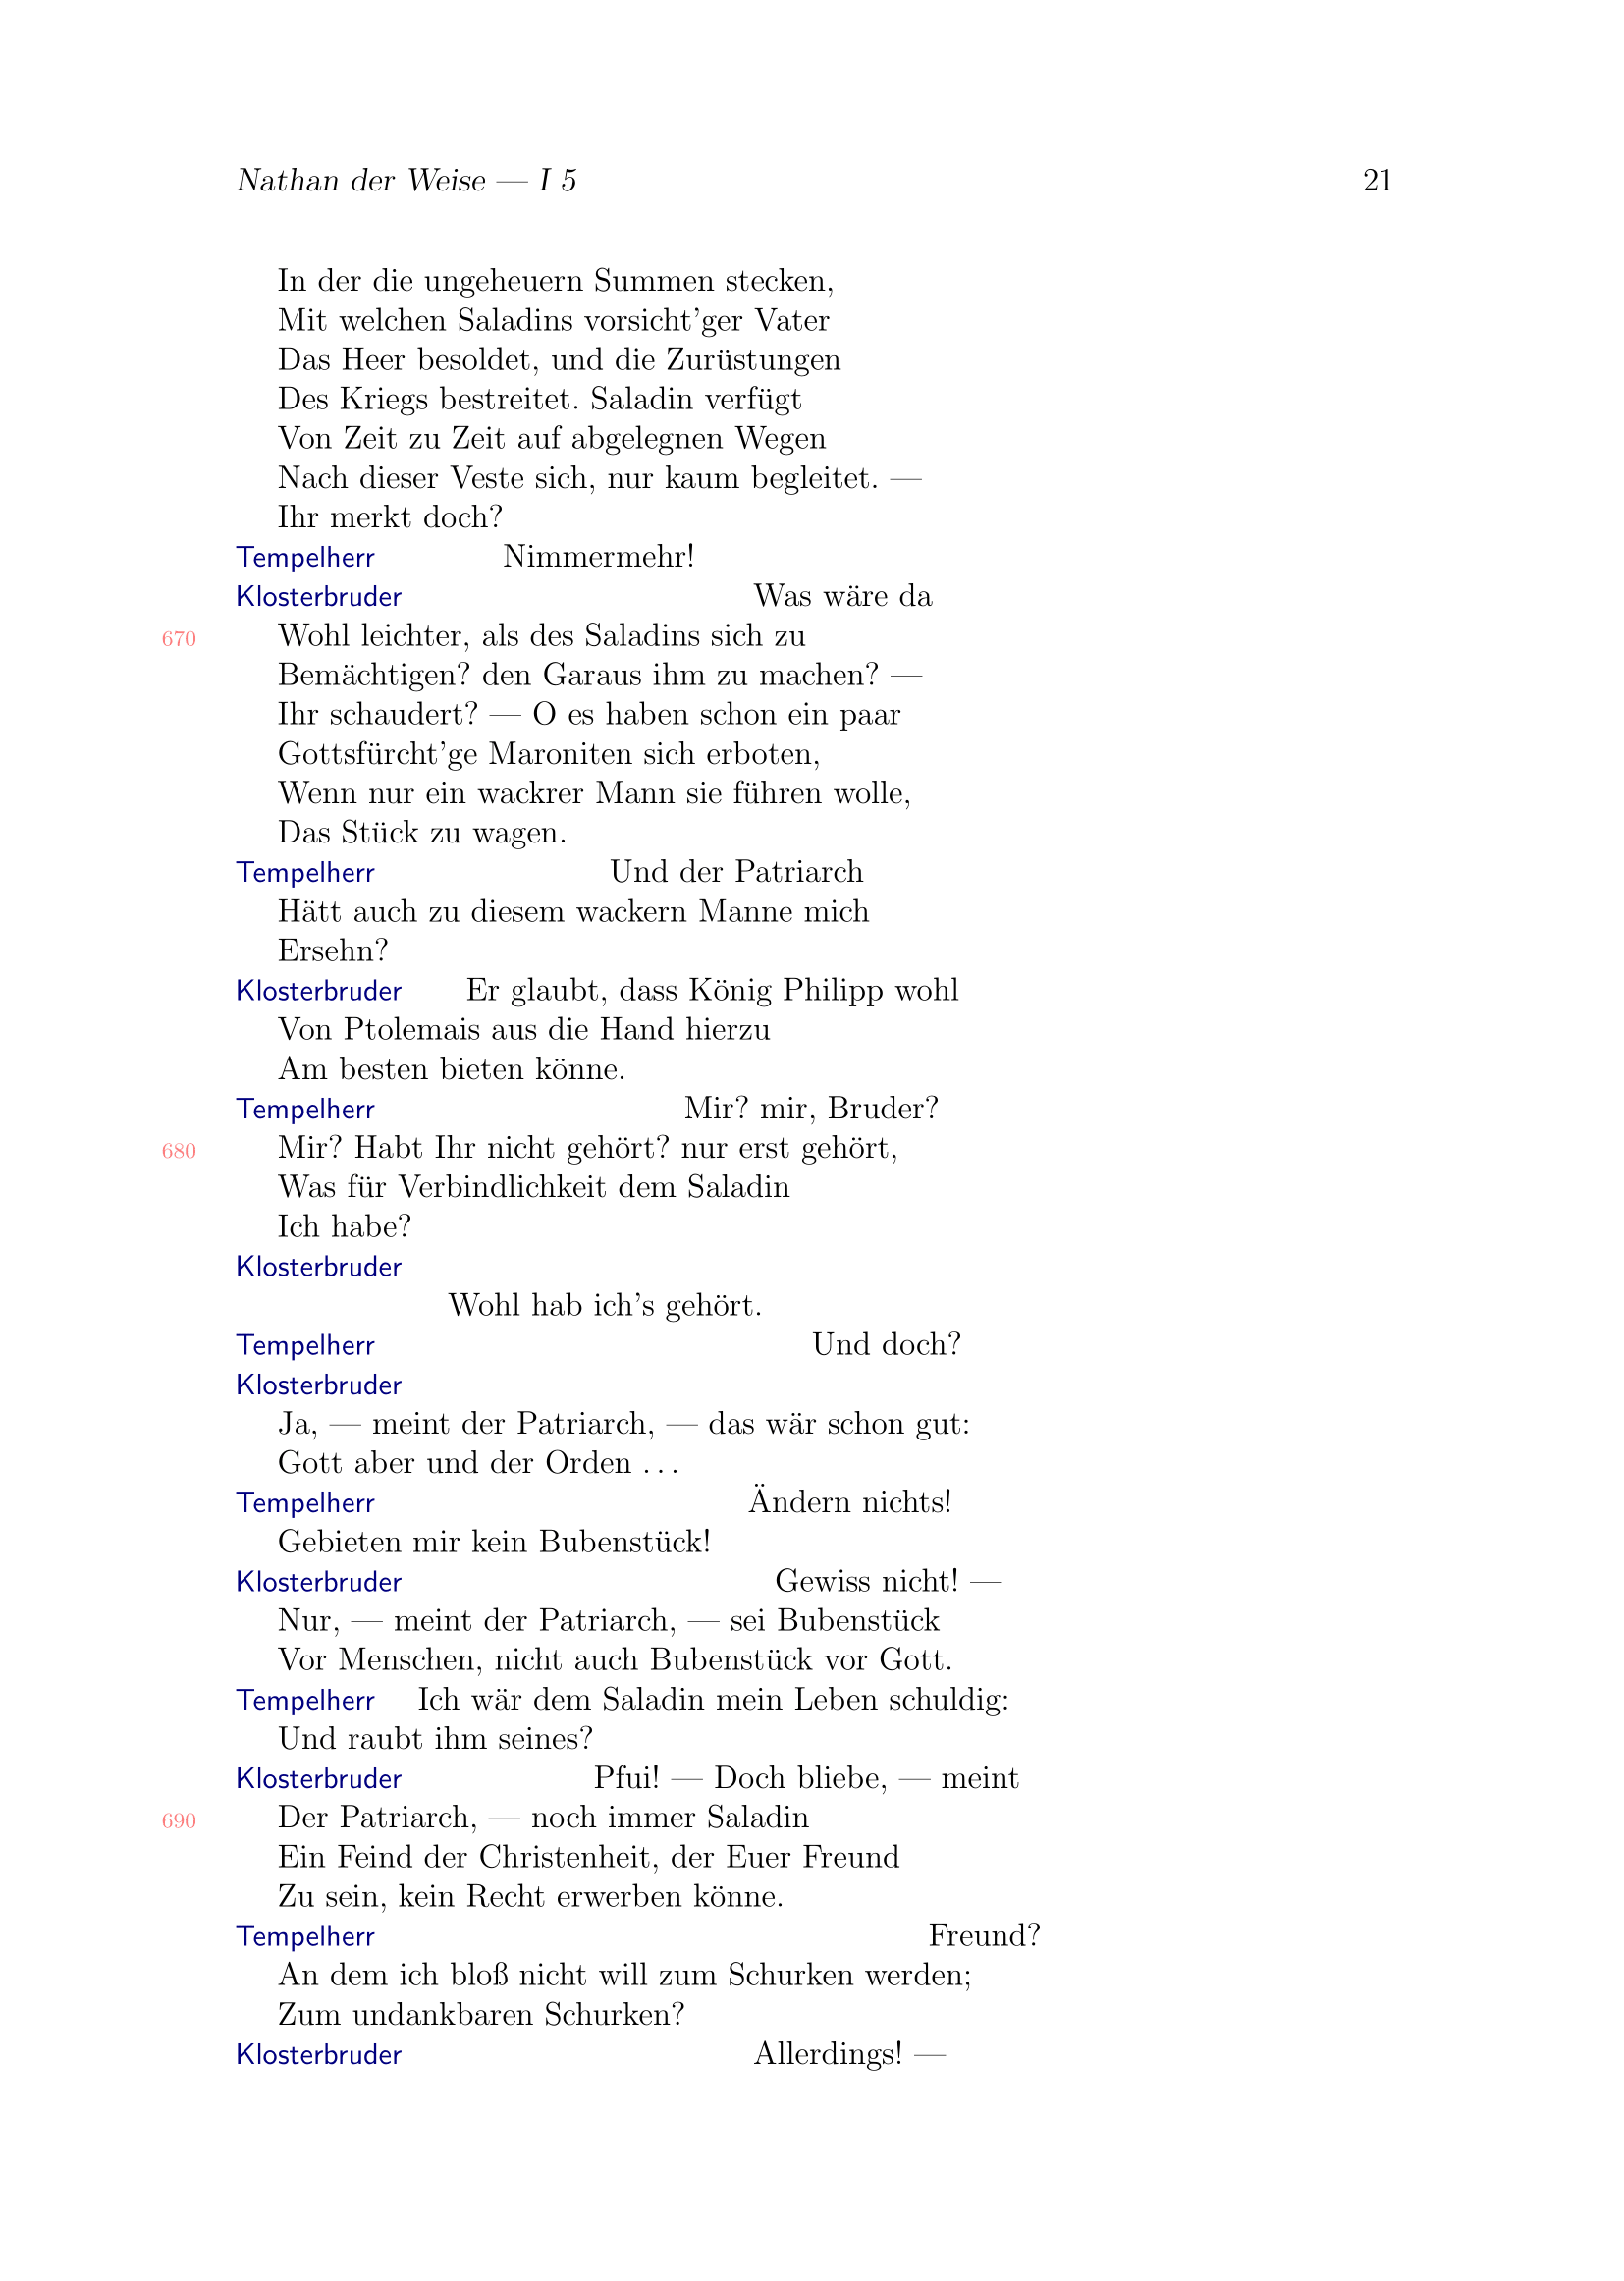 Nathan der Weise — I 5 21
In der die ungeheuern Summen stecken,
Mit welchen Saladins vorsicht'ger Vater
Das Heer besoldet, und die Zurüstungen
Des Kriegs bestreitet. Saladin verfügt
Von Zeit zu Zeit auf abgelegnen Wegen
Nach dieser Veste sich, nur kaum begleitet. —
Ihr merkt doch?
Tempelherr Nimmermehr!
Klosterbruder Was wäre da
670 Wohl leichter, als des Saladins sich zu
Bemächtigen? den Garaus ihm zu machen? —
Ihr schaudert? — O es haben schon ein paar
Gottsfürcht'ge Maroniten sich erboten,
Wenn nur ein wackrer Mann sie führen wolle,
Das Stück zu wagen.
Tempelherr Und der Patriarch
Hätt auch zu diesem wackern Manne mich
Ersehn?
Klosterbruder Er glaubt, dass König Philipp wohl
Von Ptolemais aus die Hand hierzu
Am besten bieten könne.
Tempelherr Mir? mir, Bruder?
680 Mir? Habt Ihr nicht gehört? nur erst gehört,
Was für Verbindlichkeit dem Saladin
Ich habe?
Klosterbruder
Wohl hab ich's gehört.
Tempelherr Und doch?
Klosterbruder
Ja, — meint der Patriarch, — das wär schon gut:
Gott aber und der Orden ...
Tempelherr Ändern nichts!
Gebieten mir kein Bubenstück!
Klosterbruder Gewiss nicht! —
Nur, — meint der Patriarch, — sei Bubenstück
Vor Menschen, nicht auch Bubenstück vor Gott.
Tempelherr Ich wär dem Saladin mein Leben schuldig:
Und raubt ihm seines?
Klosterbruder Pfui! — Doch bliebe, — meint
690 Der Patriarch, — noch immer Saladin
Ein Feind der Christenheit, der Euer Freund
Zu sein, kein Recht erwerben könne.
Tempelherr Freund?
An dem ich bloß nicht will zum Schurken werden;
Zum undankbaren Schurken?
Klosterbruder Allerdings! —